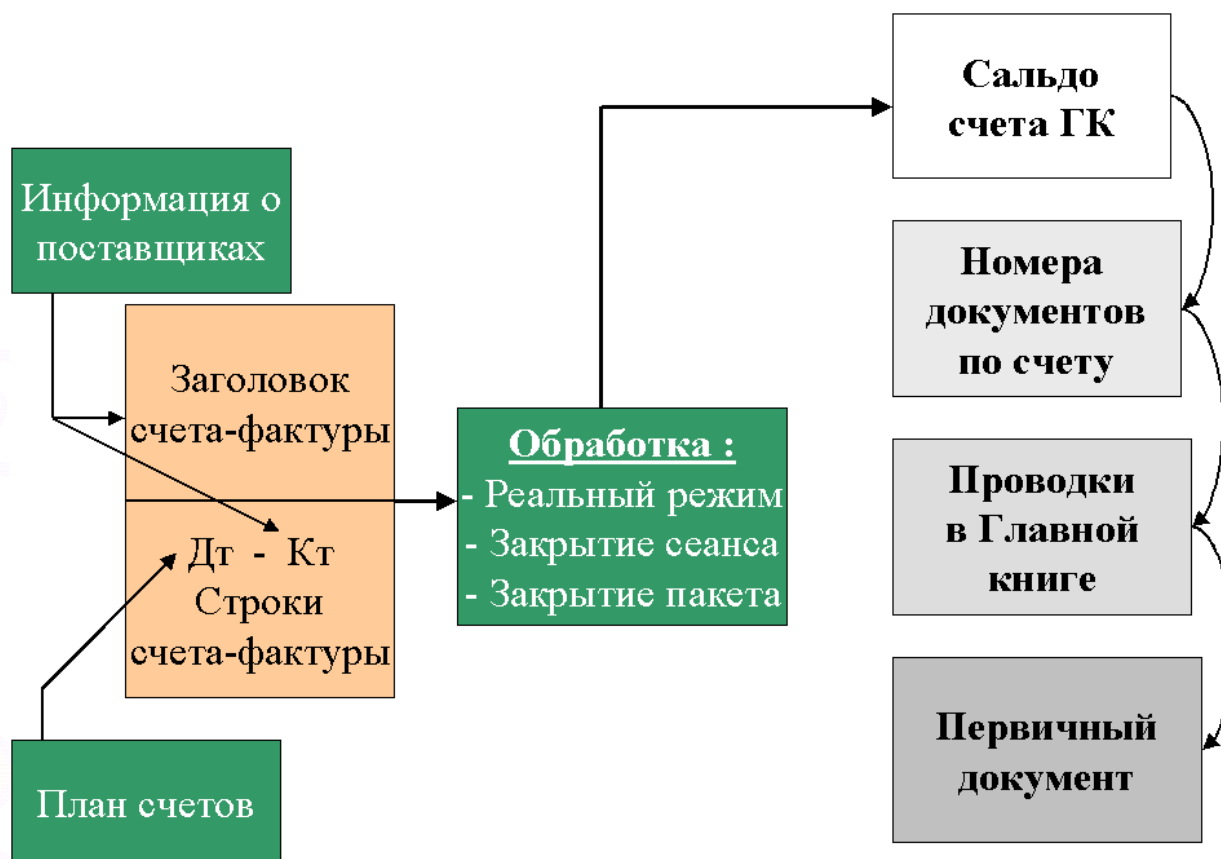 Информация о
поставщиках
Заголовок
счета-фактуры
Дт - Кт
Строки
счета-фактуры
План счетов
Обработка :
- Реальный режим
- Закрытие сеанса
- Закрытие пакета
Сальдо
счета ГК
Номера
документов
по счету
Проводки
в Главной
книге
Первичный
документ